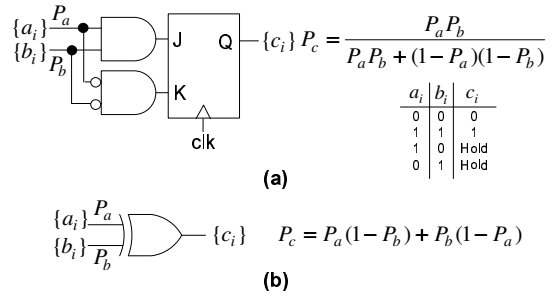 {a_i} P_a
{b_i} P_b
J Q
K
clk
{c_i} P_c = P_a P_b / (P_a P_b + (1−P_a)(1−P_b))
a_i b_i c_i
0 0 0
1 1 1
1 0 Hold
0 1 Hold
(a)
{a_i} P_a
{b_i} P_b
{c_i} P_c = P_a(1−P_b) + P_b(1−P_a)
(b)